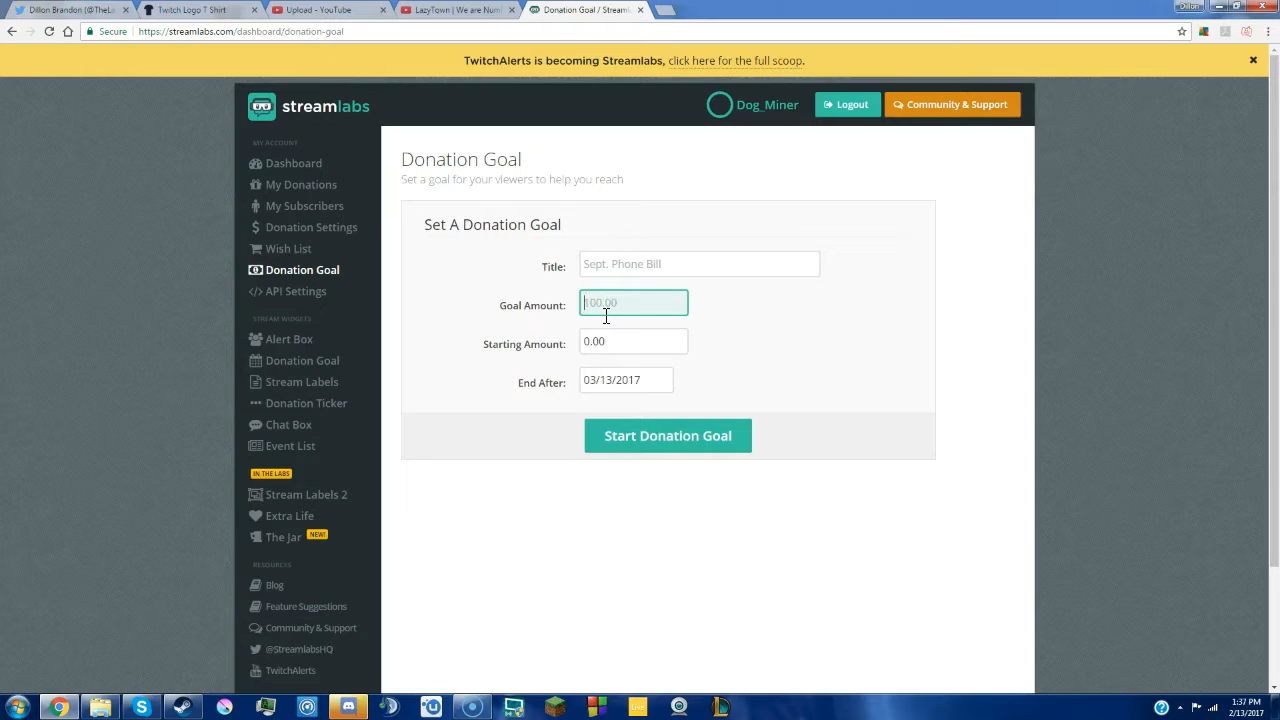 Dillon Brandon (@TheLa
Twitch Logo T Shirt
Upload - YouTube
LazyTown | We are Num
Donation Goal / Streaml
Dillon
Secure
https://streamlabs.com/dashboard/donation-goal
TwitchAlerts is becoming Streamlabs, click here for the full scoop.
streamlabs
Dog_Miner
Logout
Community & Support
MY ACCOUNT
Dashboard
My Donations
My Subscribers
Donation Settings
Wish List
Donation Goal
API Settings
STREAM WIDGETS
Alert Box
Donation Goal
Stream Labels
Donation Ticker
Chat Box
Event List
IN THE LABS
Stream Labels 2
Extra Life
The Jar NEW!
RESOURCES
Blog
Feature Suggestions
Community & Support
@StreamlabsHQ
TwitchAlerts
Donation Goal
Set a goal for your viewers to help you reach
Set A Donation Goal
Title: Sept. Phone Bill
Goal Amount: 100.00
Starting Amount: 0.00
End After: 03/13/2017
Start Donation Goal
1:37 PM
2/13/2017